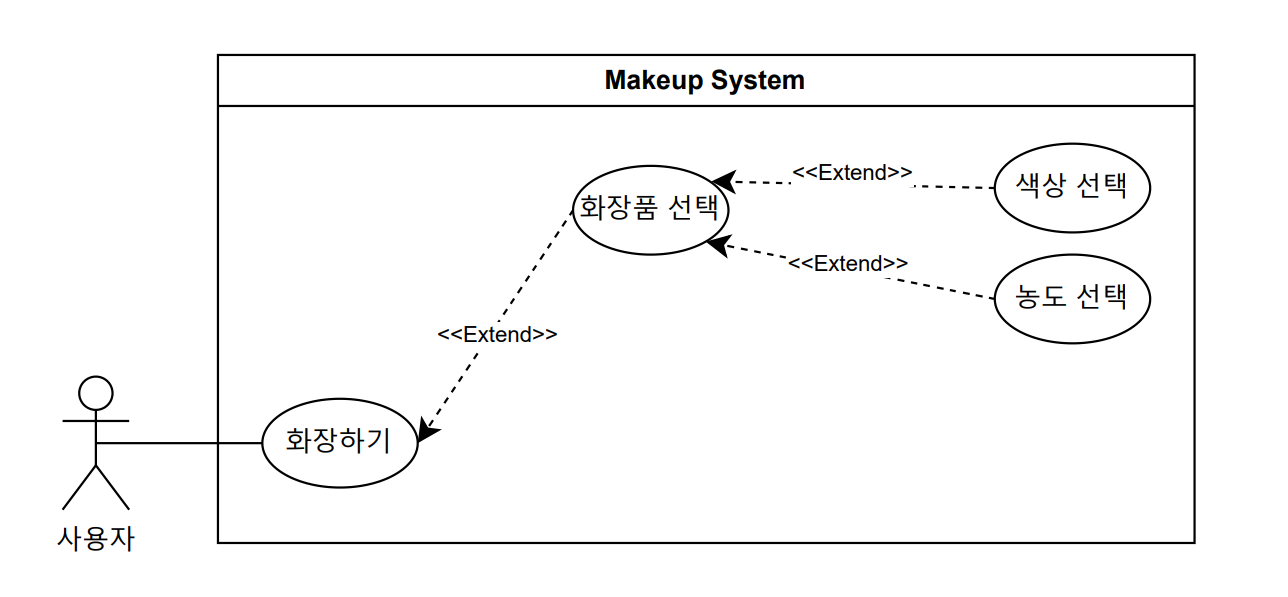 Makeup System
<<Extend>>
색상 선택
화장품 선택
<<Extend>>
농도 선택
<<Extend>>
화장하기
사용자